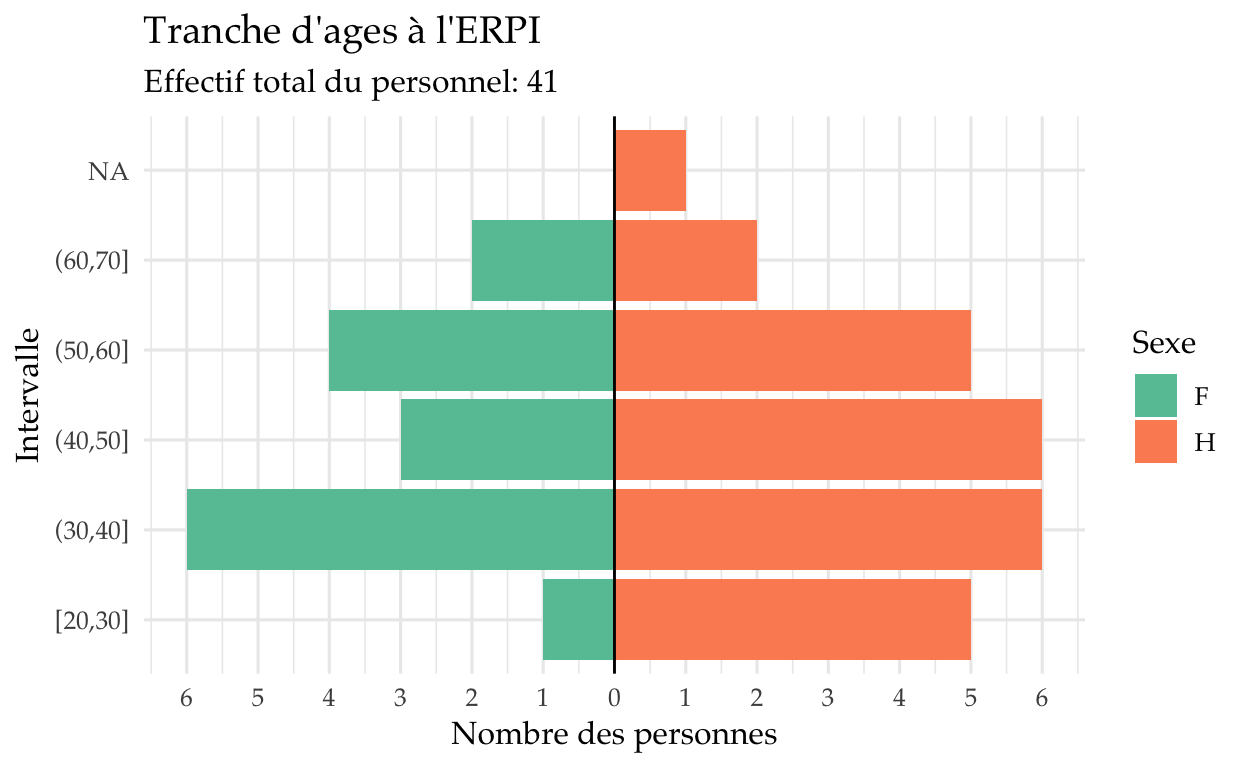 Tranche d'ages à l'ERPI
Effectif total du personnel: 41
NA
(60,70]
(50,60]
(40,50]
(30,40]
[20,30]
Intervalle
6 5 4 3 2 1 0 1 2 3 4 5 6
Nombre des personnes
Sexe
F
H